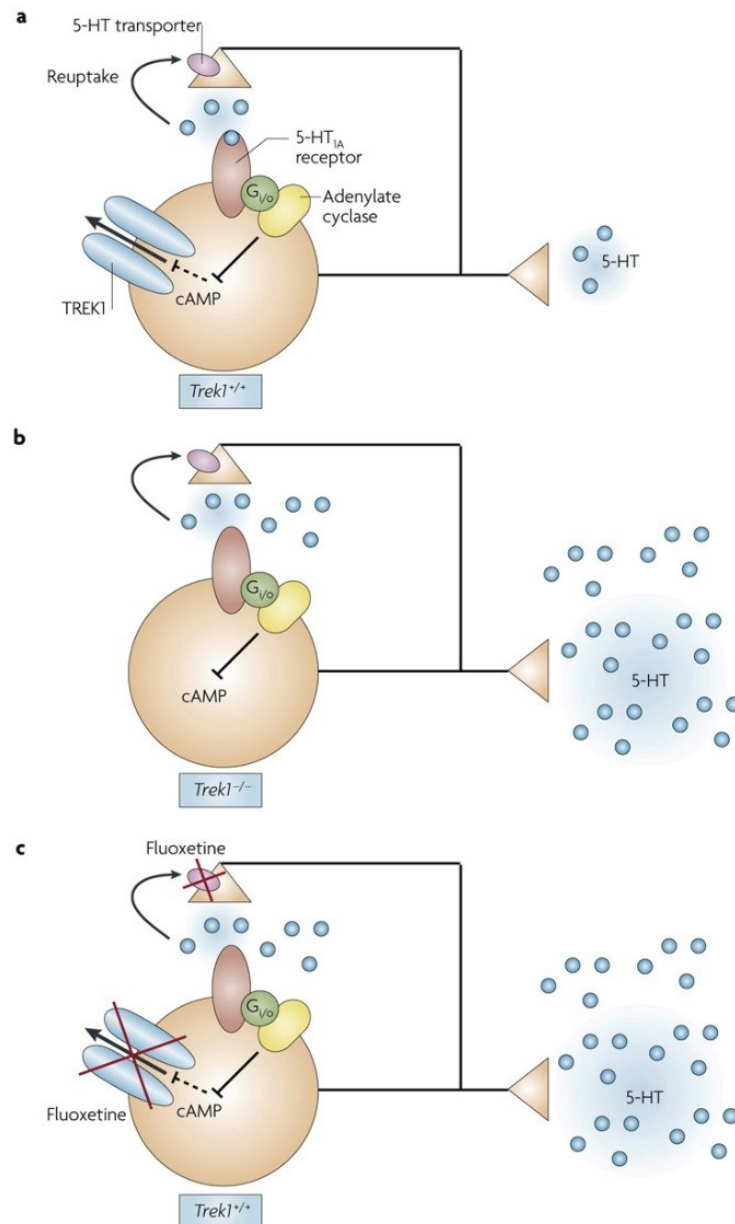 a
5-HT transporter
Reuptake
5-HT1A
receptor
Gi/o
Adenylate
cyclase
5-HT
cAMP
TREK1
Trek1+/+
b
Gi/o
5-HT
cAMP
Trek1–/–
c
Fluoxetine
Gi/o
5-HT
cAMP
Fluoxetine
Trek1+/+